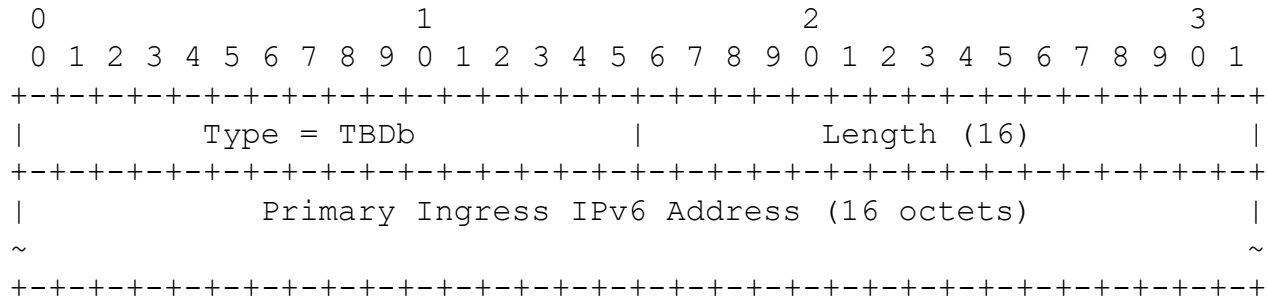 0                   1                   2                   3
 0 1 2 3 4 5 6 7 8 9 0 1 2 3 4 5 6 7 8 9 0 1 2 3 4 5 6 7 8 9 0 1
+-+-+-+-+-+-+-+-+-+-+-+-+-+-+-+-+-+-+-+-+-+-+-+-+-+-+-+-+-+-+-+-+
|         Type = TBDb           |         Length (16)           |
+-+-+-+-+-+-+-+-+-+-+-+-+-+-+-+-+-+-+-+-+-+-+-+-+-+-+-+-+-+-+-+-+
|            Primary Ingress IPv6 Address (16 octets)           |
~                                                               ~
+-+-+-+-+-+-+-+-+-+-+-+-+-+-+-+-+-+-+-+-+-+-+-+-+-+-+-+-+-+-+-+-+